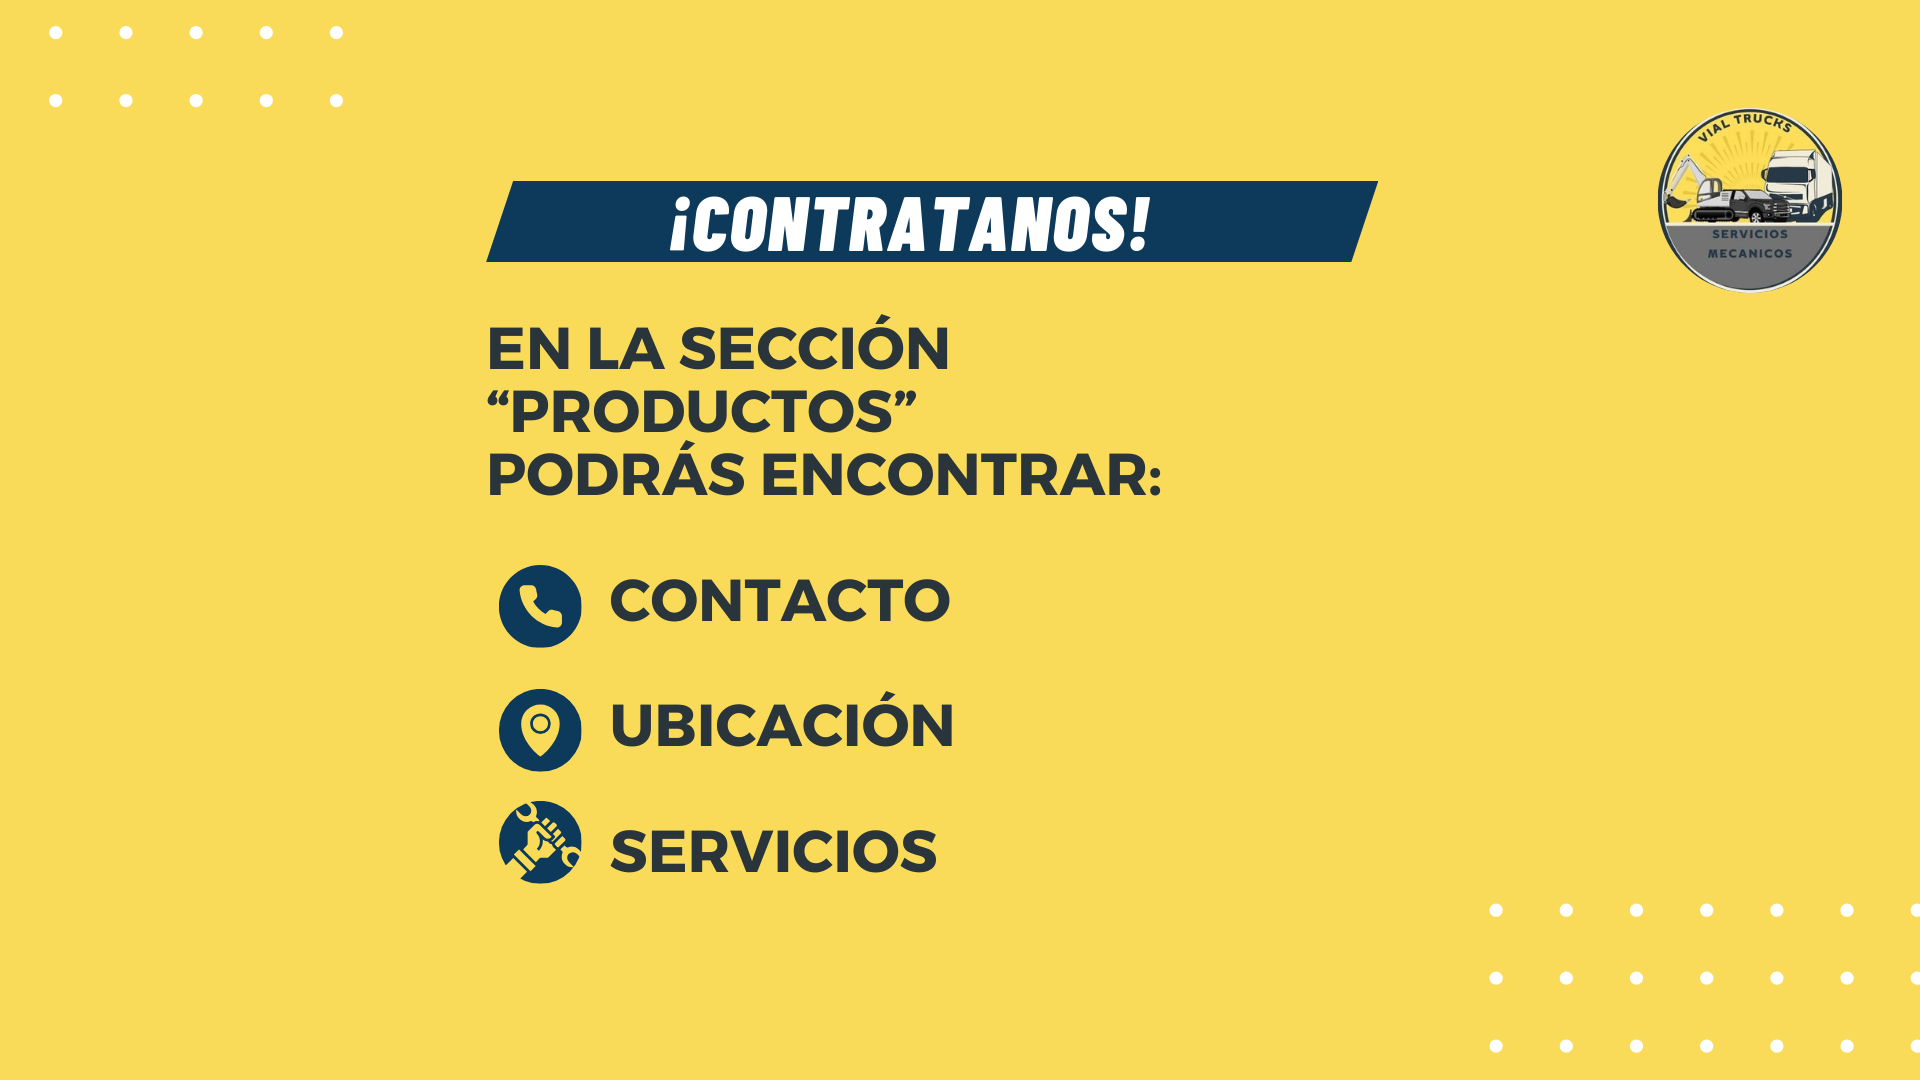 VIAL TRUCKS
SERVICIOS
MECANICOS
¡CONTRATANOS!
EN LA SECCIÓN
“PRODUCTOS”
PODRÁS ENCONTRAR:
CONTACTO
UBICACIÓN
SERVICIOS